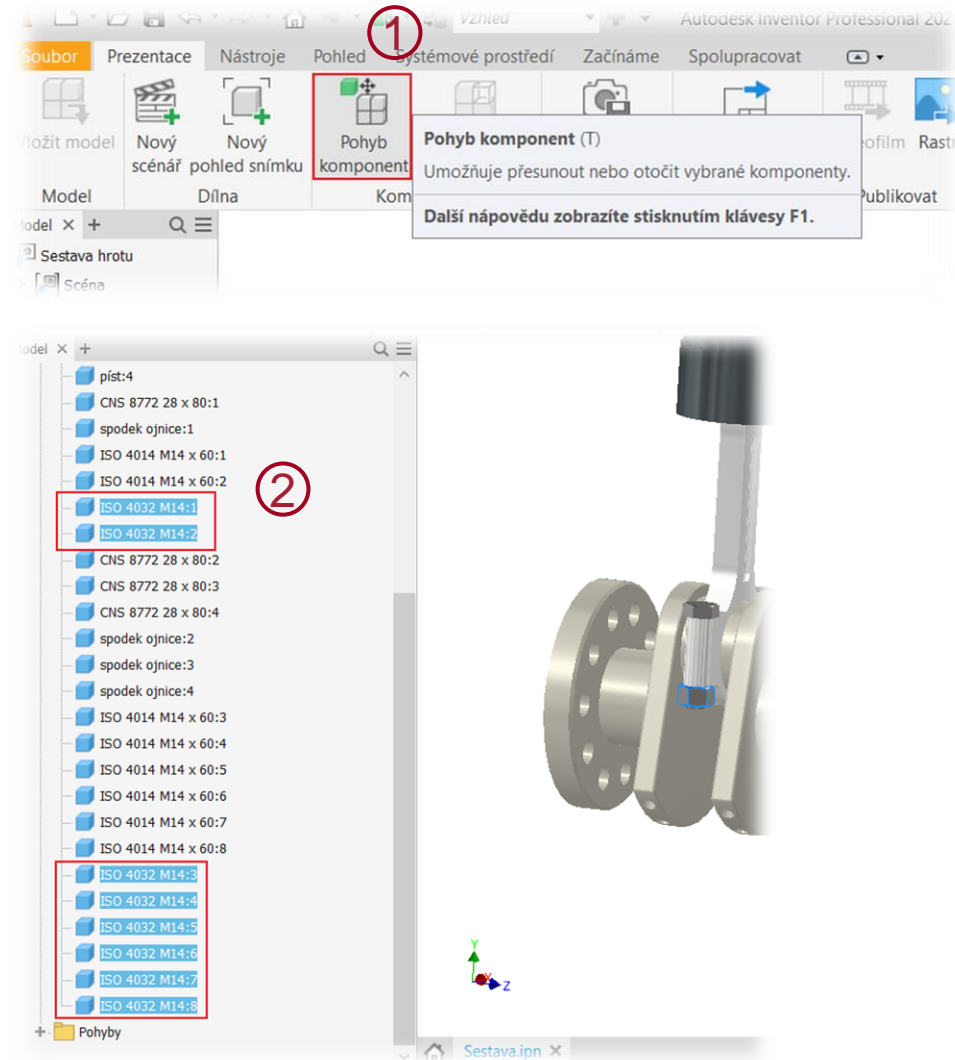 1
Vzhled
Autodesk Inventor Professional 202
Soubor Prezentace Nástroje Pohled Systémové prostředí Začínáme Spolupracovat
ložit model
Nový scénář
Nový pohled snímku
Pohyb komponent
Model
Dílna
Kom
ofilm
Rastr
Publikovat
Pohyb komponent (T)
Umožňuje přesunout nebo otočit vybrané komponenty.
Další nápovědu zobrazíte stisknutím klávesy F1.
odel × +
Sestava hrotu
Scéna
odel × +
píst:4
CNS 8772 28 x 80:1
spodek ojnice:1
ISO 4014 M14 x 60:1
ISO 4014 M14 x 60:2
2
ISO 4032 M14:1
ISO 4032 M14:2
CNS 8772 28 x 80:2
CNS 8772 28 x 80:3
CNS 8772 28 x 80:4
spodek ojnice:2
spodek ojnice:3
spodek ojnice:4
ISO 4014 M14 x 60:3
ISO 4014 M14 x 60:4
ISO 4014 M14 x 60:5
ISO 4014 M14 x 60:6
ISO 4014 M14 x 60:7
ISO 4014 M14 x 60:8
ISO 4032 M14:3
ISO 4032 M14:4
ISO 4032 M14:5
ISO 4032 M14:6
ISO 4032 M14:7
ISO 4032 M14:8
Pohyby
Y
X
Z
Sestava.ipn ×